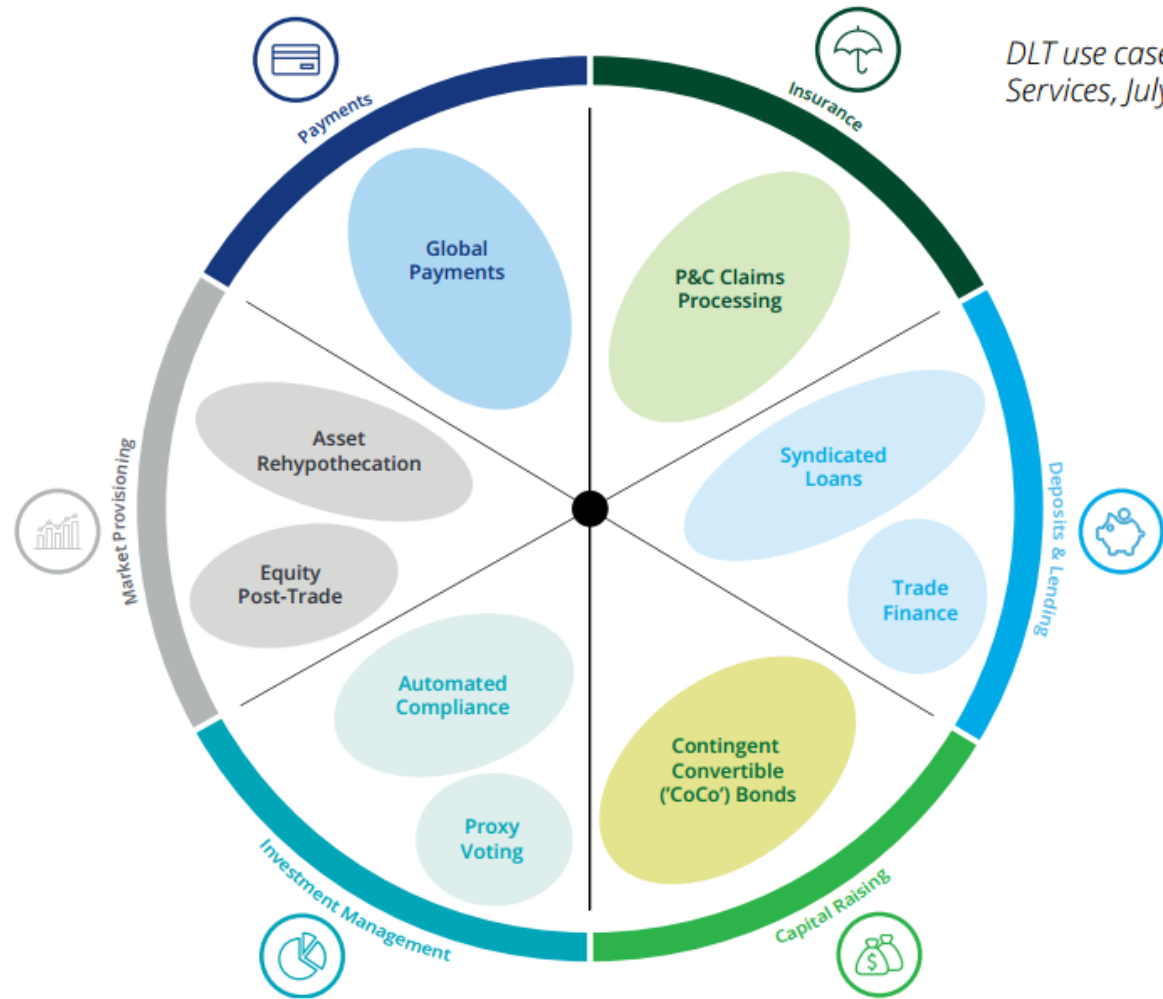 DLT use case
Services, July
Payments
Insurance
Global
Payments
P&C Claims
Processing
Asset
Rehypothecation
Syndicated
Loans
Market Provisioning
Deposits & Lending
Equity
Post-Trade
Trade
Finance
Automated
Compliance
Contingent
Convertible
('CoCo') Bonds
Proxy
Voting
Investment Management
Capital Raising
$